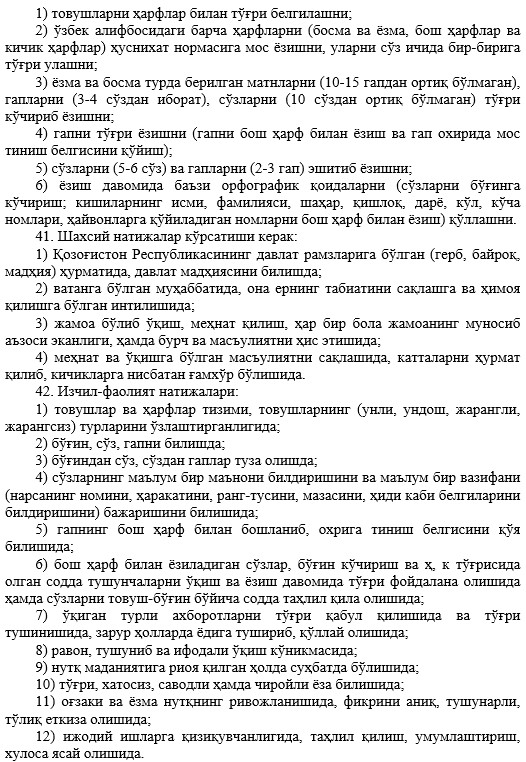 1) товушларни ҳарфлар билан тўғри белгилашни;
2) ўзбек алифбосидаги барча ҳарфларни (босма ва ёзма, бош ҳарфлар ва
кичик ҳарфлар) ҳуснихат нормасига мос ёзишни, уларни сўз ичида бир-бирига
тўғри улашни;
3) ёзма ва босма турда берилган матнларни (10-15 гапдан ортиқ бўлмаган),
гапларни (3-4 сўздан иборат), сўзларни (10 сўздан ортиқ бўлмаган) тўғри
кўчириб ёзишни;
4) гапни тўғри ёзишни (гапни бош ҳарф билан ёзиш ва гап охирида мос
тиниш белгисини қўйиш);
5) сўзларни (5-6 сўз) ва гапларни (2-3 гап) эшитиб ёзишни;
6) ёзиш давомида баъзи орфографик қоидаларни (сўзларни бўғинга
кўчириш; кишиларнинг исми, фамилияси, шаҳар, қишлоқ, дарё, кўл, кўча
номлари, ҳайвонларга қўйиладиган номларни бош ҳарф билан ёзиш) қўллашни.
41. Шахсий натижалар кўрсатиши керак:
1) Қозоғистон Республикасининг давлат рамзларига бўлган (герб, байроқ,
мадҳия) ҳурматида, давлат мадҳиясини билишда;
2) ватанга бўлган муҳаббатида, она ернинг табиатини сақлашга ва ҳимоя
қилишга бўлган интилишида;
3) жамоа бўлиб ўқиш, меҳнат қилиш, ҳар бир бола жамоанинг муносиб
аъзоси эканлиги, ҳамда бурч ва масъулиятни ҳис этишида;
4) меҳнат ва ўқишга бўлган масъулиятни сақлашида, катталарни ҳурмат
қилиб, кичикларга нисбатан ғамхўр бўлишида.
42. Изчил-фаолият натижалари:
1) товушлар ва ҳарфлар тизими, товушларнинг (унли, ундош, жарангли,
жарангсиз) турларини ўзлаштирганлигида;
2) бўғин, сўз, гапни билишда;
3) бўғиндан сўз, сўздан гаплар туза олишда;
4) сўзларнинг маълум бир маънони билдиришини ва маълум бир вазифани
(нарсанинг номини, ҳаракатини, ранг-тусини, мазасини, ҳиди каби белгиларини
билдиришини) бажаришини билишида;
5) гапнинг бош ҳарф билан бошланиб, охрига тиниш белгисини қўя
билишида;
6) бош ҳарф билан ёзиладиган сўзлар, бўғин кўчириш ва ҳ, к тўғрисида
олган содда тушунчаларни ўқиш ва ёзиш давомида тўғри фойдалана олишида
ҳамда сўзларни товуш-бўғин бўйича содда таҳлил қила олишида;
7) ўқиган турли ахборотларни тўғри қабул қилишида ва тўғри
тушинишида, зарур ҳолларда ёдига тушириб, қўллай олишида;
8) равон, тушуниб ва ифодали ўқиш кўникмасида;
9) нутқ маданиятига риоя қилган ҳолда суҳбатда бўлишида;
10) тўғри, хатосиз, саводли ҳамда чиройли ёза билишида;
11) оғзаки ва ёзма нутқнинг ривожланишида, фикрини аниқ, тушунарли,
тўлиқ етказа олишида;
12) ижодий ишларга қизиқувчанлигида, таҳлил қилиш, умумлаштириш,
хулоса ясай олишида.